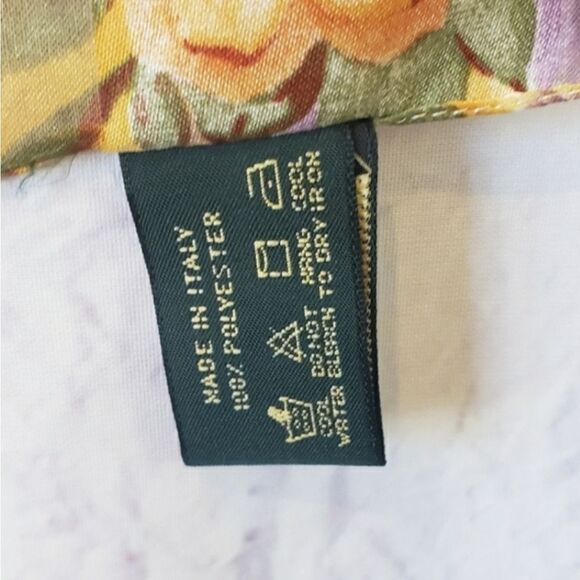 MADE IN ITALY
100% POLYESTER
COOL
WATER
DO NOT
BLEACH
HANG
TO DRY
COOL
IRON